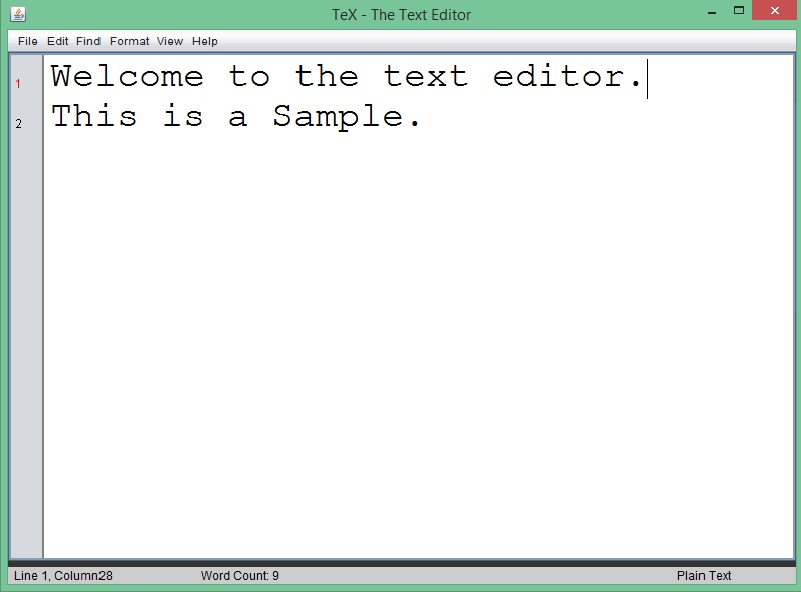 TeX - The Text Editor
File Edit Find Format View Help
1 Welcome to the text editor.
2 This is a Sample.
Line 1, Column28 Word Count: 9 Plain Text